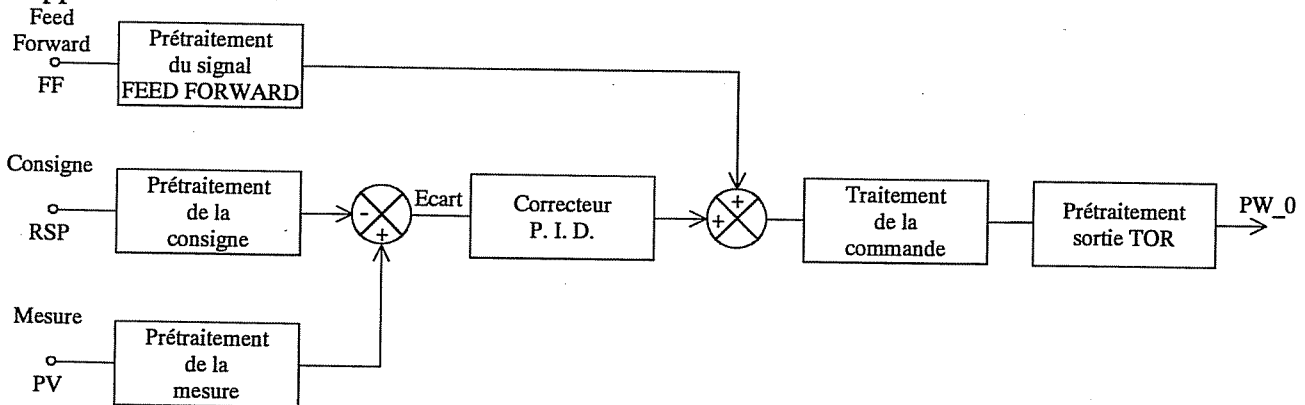 Feed
Forward
FF
Prétraitement
du signal
FEED FORWARD
Consigne
RSP
Prétraitement
de la
consigne
-
+
Ecart
Correcteur
P. I. D.
+
+
Traitement
de la
commande
Prétraitement
sortie TOR
PW_0
Mesure
PV
Prétraitement
de la
mesure